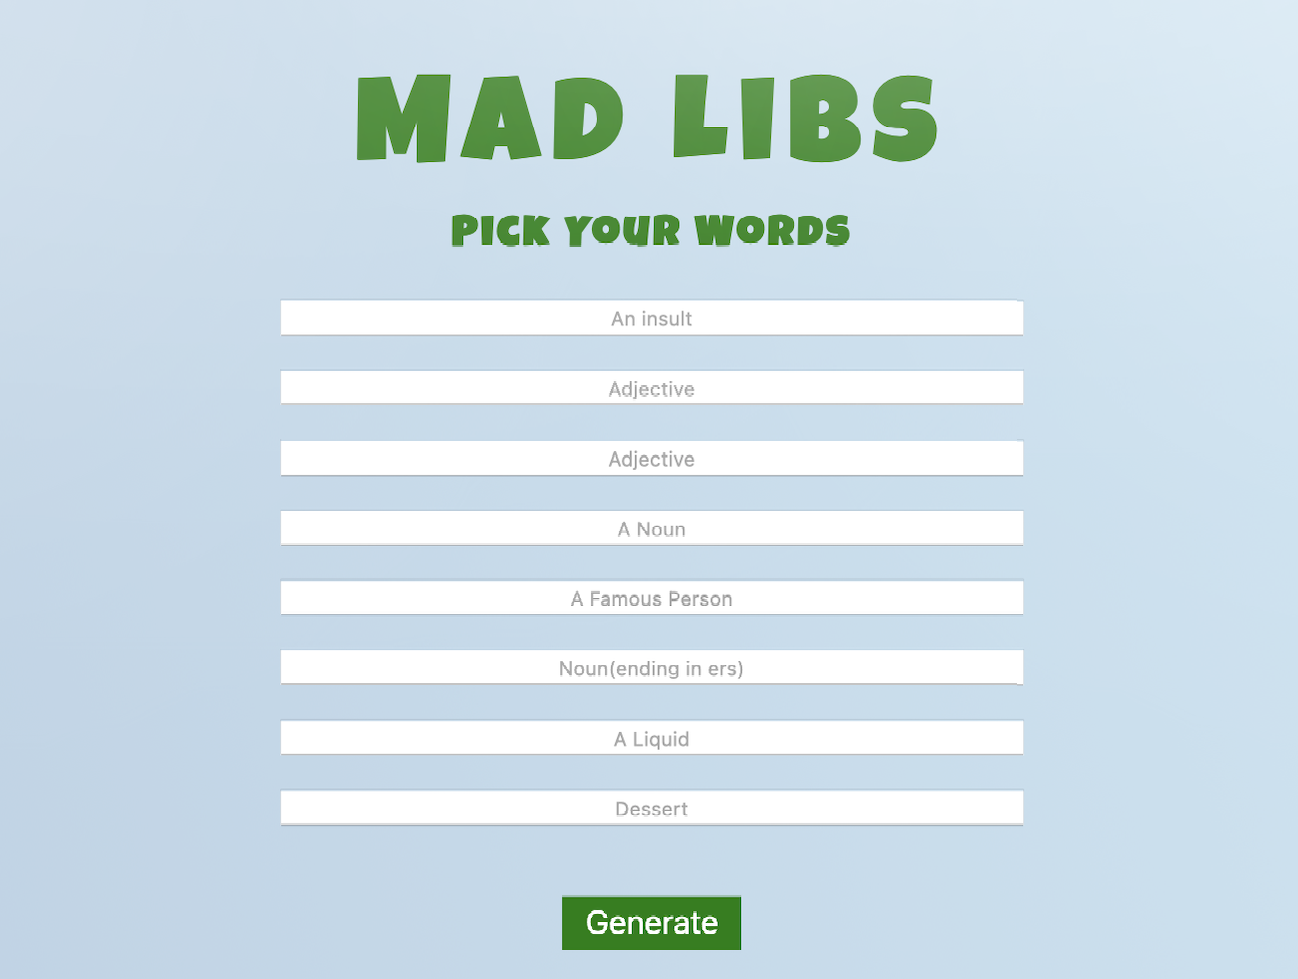 MAD LIBS
PICK YOUR WORDS
An insult
Adjective
Adjective
A Noun
A Famous Person
Noun(ending in ers)
A Liquid
Dessert
Generate